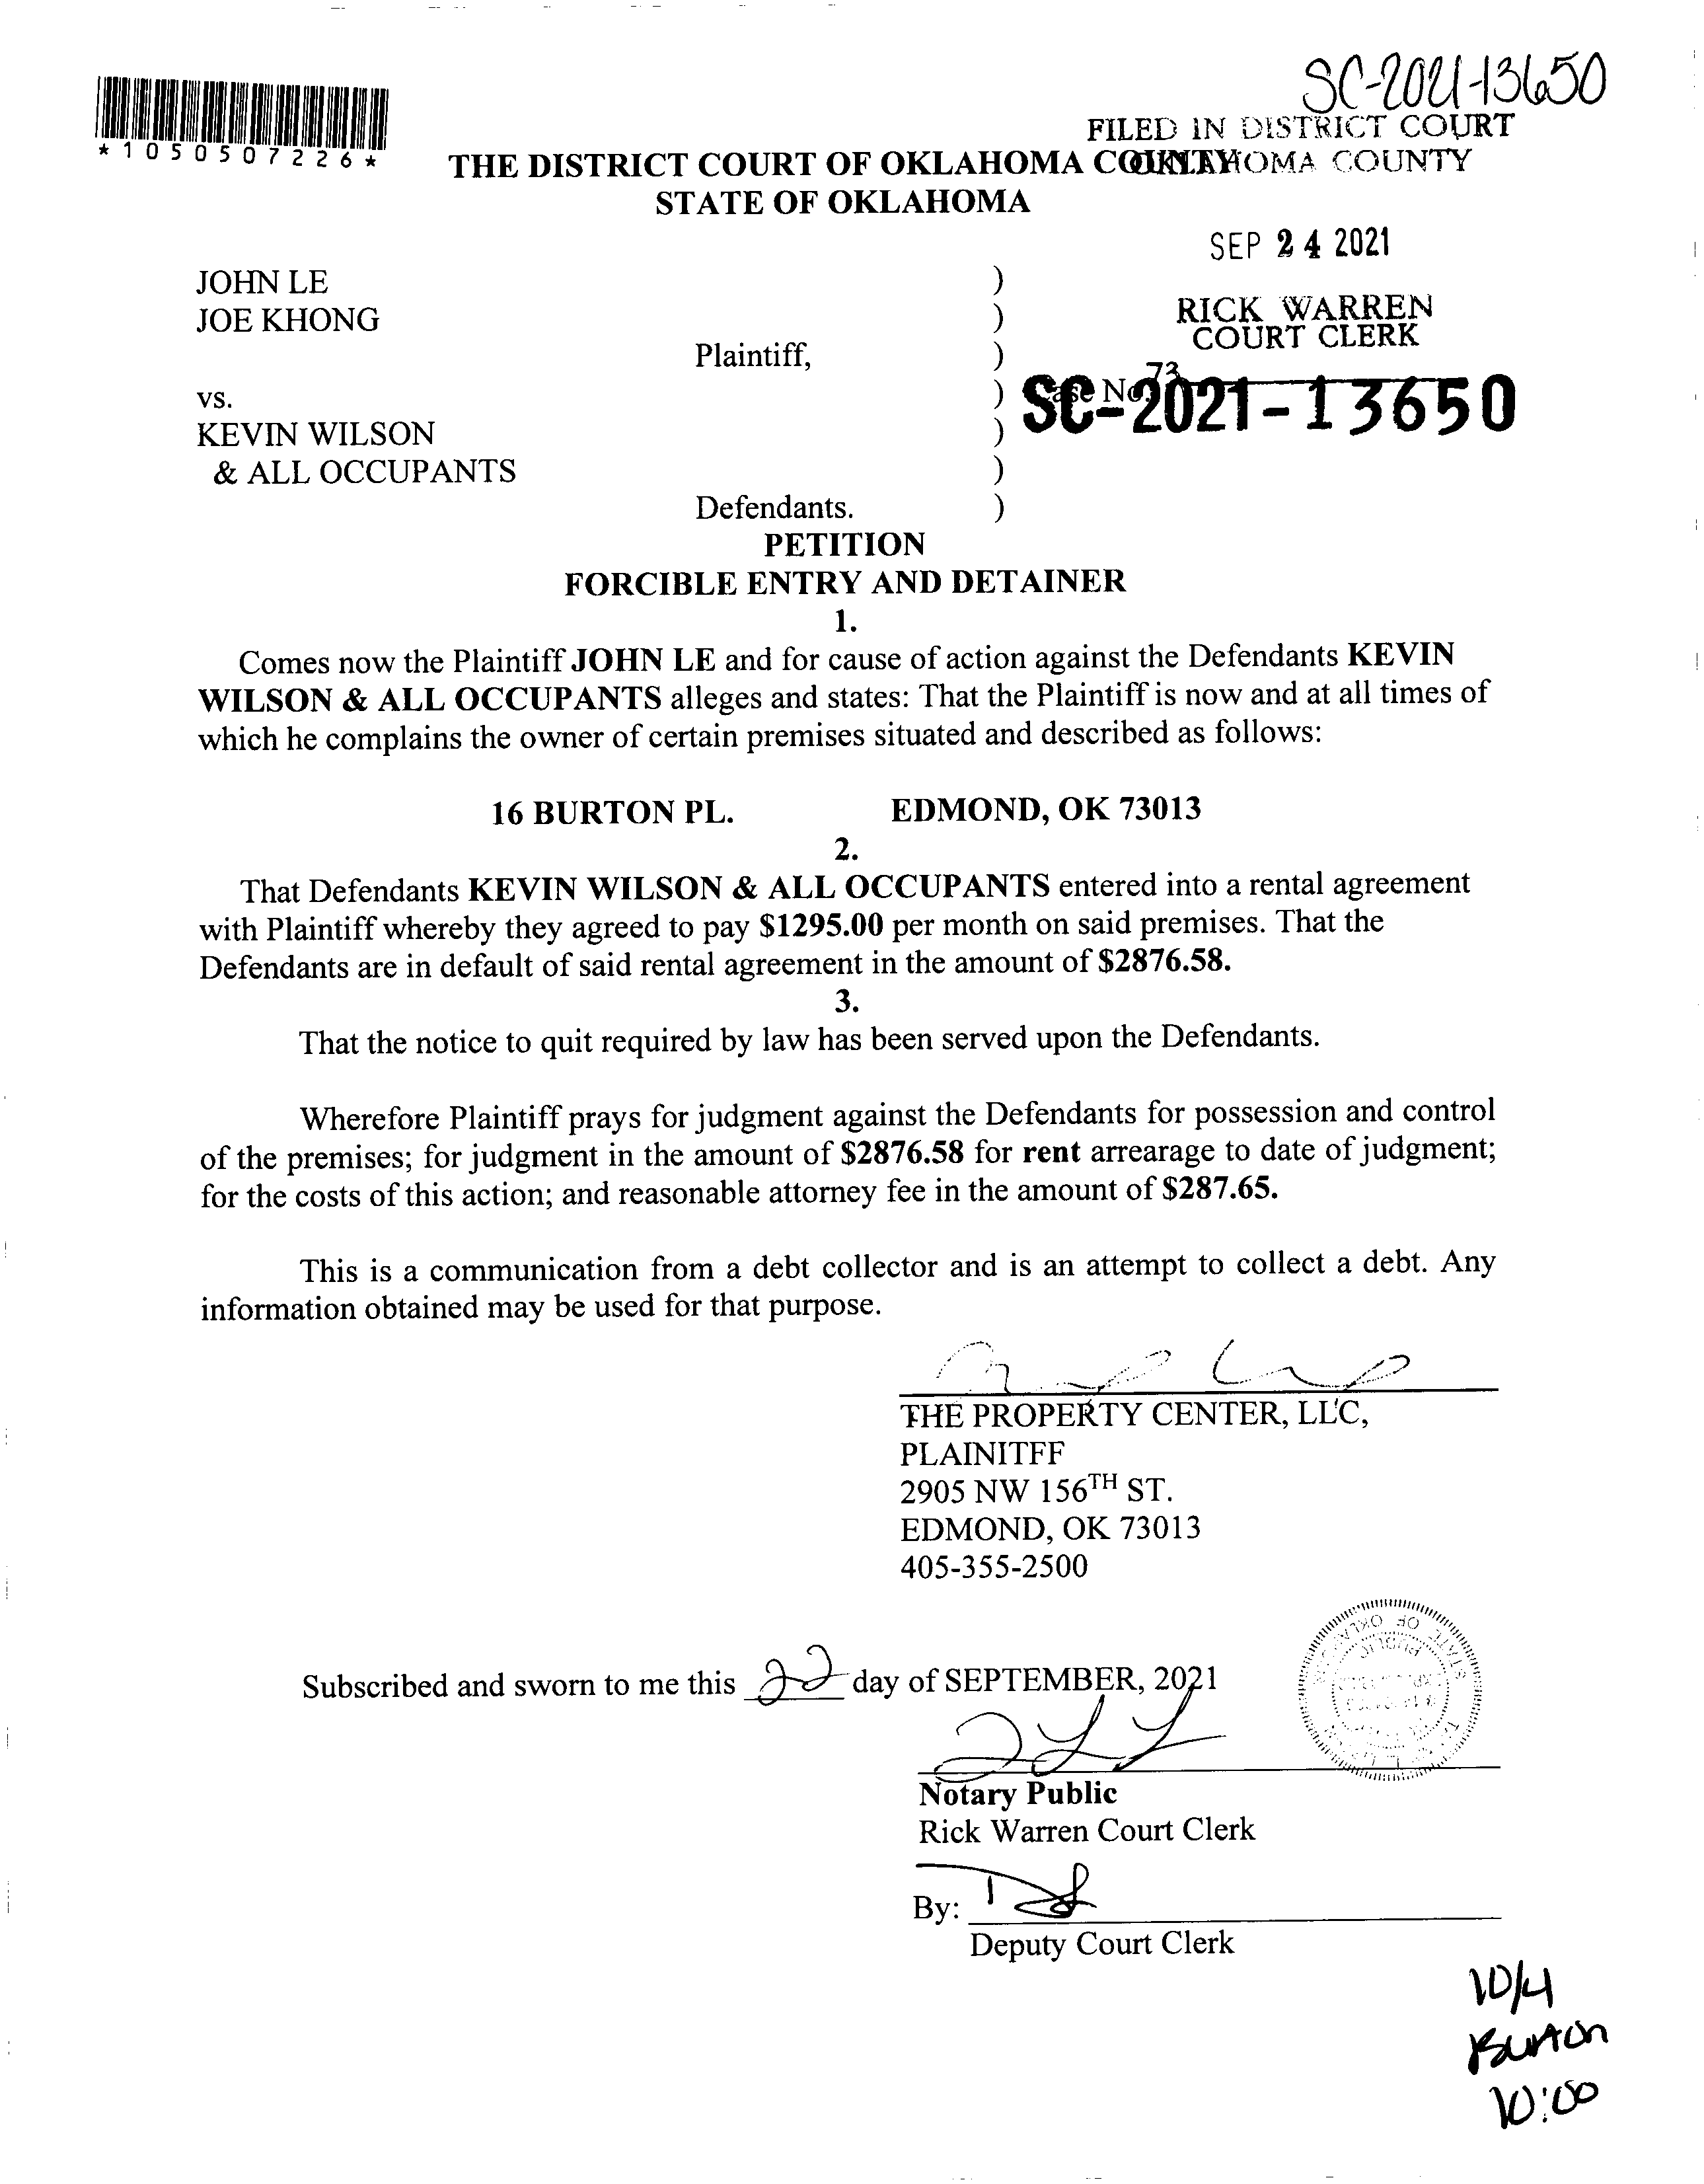 SC-2021-13650
*1050507226*
FILED IN DISTRICT COURT
OKLAHOMA COUNTY
THE DISTRICT COURT OF OKLAHOMA COUNTY
STATE OF OKLAHOMA
SEP 24 2021
JOHN LE )
JOE KHONG )
RICK WARREN
COURT CLERK
Plaintiff, )
73
vs. ) Case No.
SC-2021-13650
KEVIN WILSON )
& ALL OCCUPANTS )
Defendants. )
PETITION
FORCIBLE ENTRY AND DETAINER
1.
Comes now the Plaintiff JOHN LE and for cause of action against the Defendants KEVIN
WILSON & ALL OCCUPANTS alleges and states: That the Plaintiff is now and at all times of
which he complains the owner of certain premises situated and described as follows:
16 BURTON PL. EDMOND, OK 73013
2.
That Defendants KEVIN WILSON & ALL OCCUPANTS entered into a rental agreement
with Plaintiff whereby they agreed to pay $1295.00 per month on said premises. That the
Defendants are in default of said rental agreement in the amount of $2876.58.
3.
That the notice to quit required by law has been served upon the Defendants.
Wherefore Plaintiff prays for judgment against the Defendants for possession and control
of the premises; for judgment in the amount of $2876.58 for rent arrearage to date of judgment;
for the costs of this action; and reasonable attorney fee in the amount of $287.65.
This is a communication from a debt collector and is an attempt to collect a debt. Any
information obtained may be used for that purpose.
THE PROPERTY CENTER, LLC,
PLAINITFF
2905 NW 156TH ST.
EDMOND, OK 73013
405-355-2500
Subscribed and sworn to me this 22 day of SEPTEMBER, 2021
Notary Public
Rick Warren Court Clerk
By:
Deputy Court Clerk
10/4
Burton
10:00